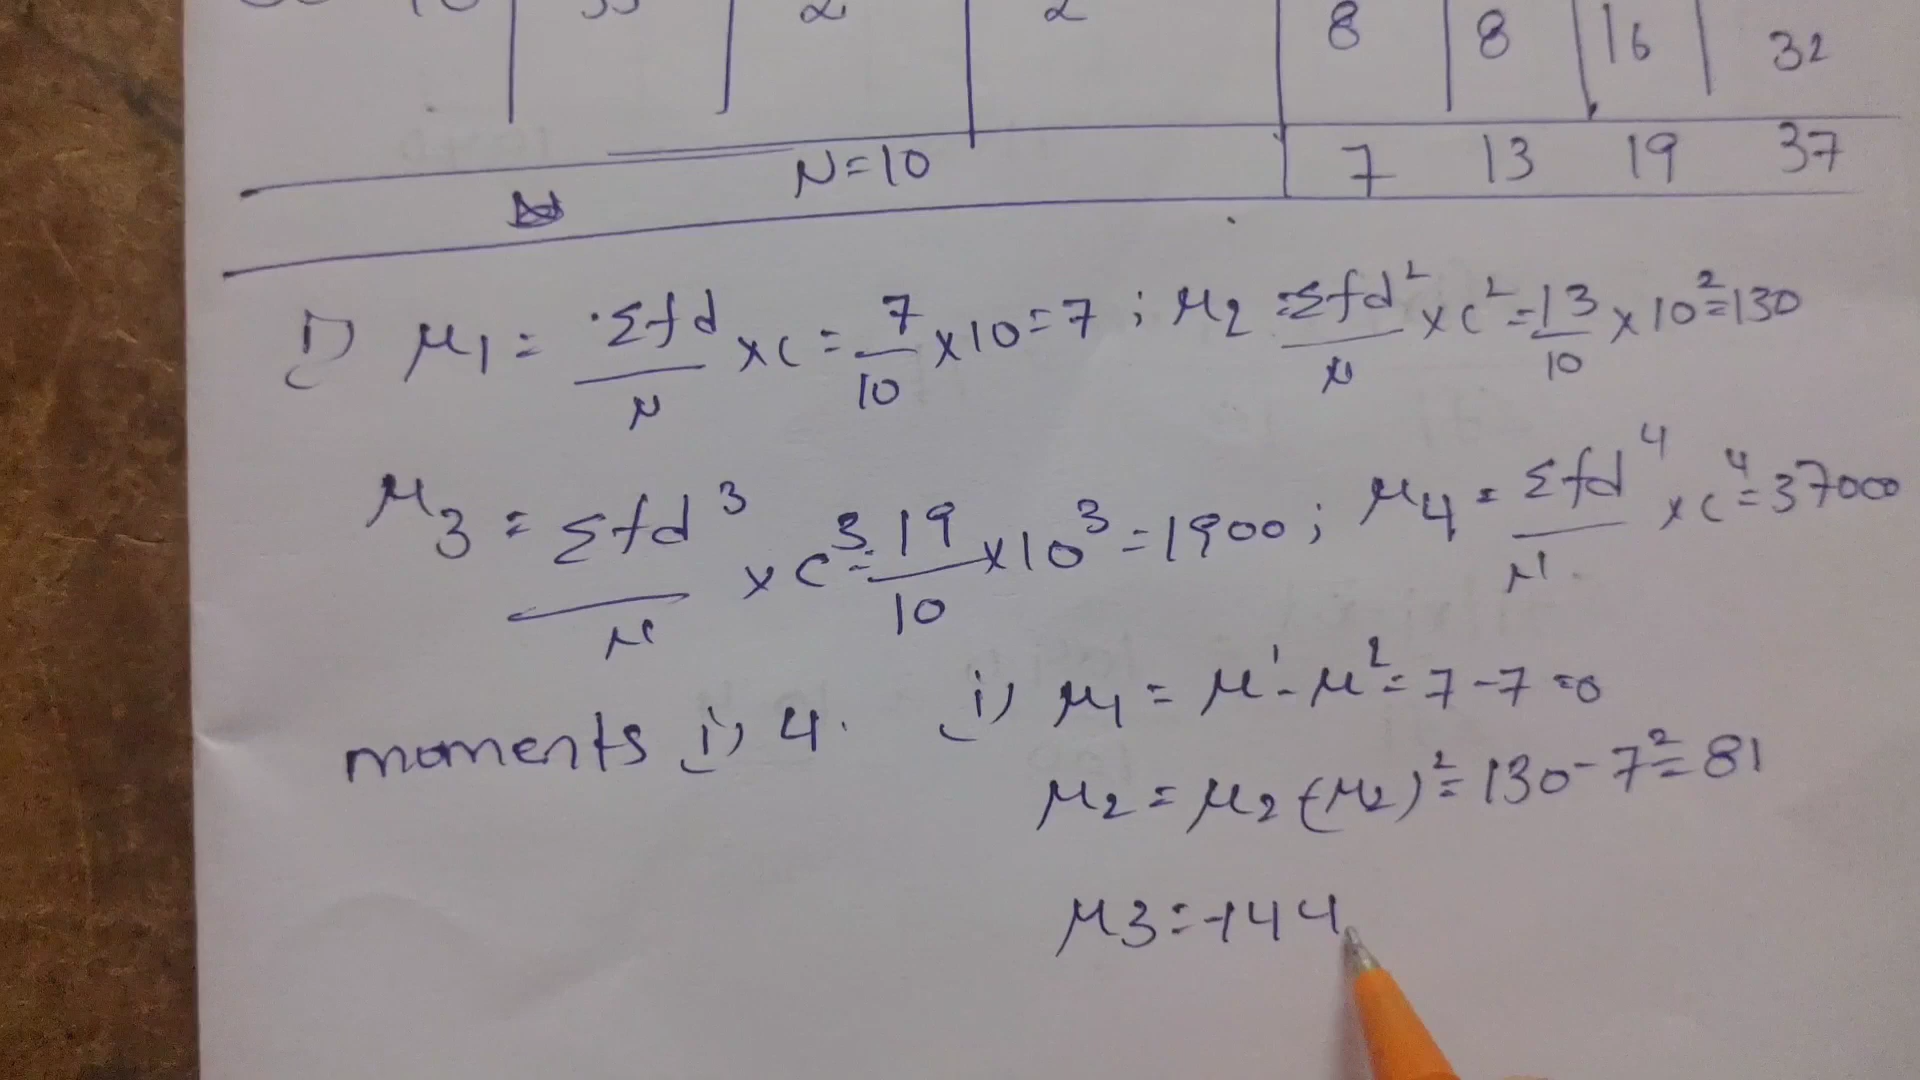 8 8 16 32
N=10 7 13 19 37
i) μ1 = Σfd/N ×c = 7/10 ×10=7 ; μ2 =Σfd²/N ×c²=13/10 ×10²=130
μ3 = Σfd³/N ×c³=19/10 ×10³=1900 ; μ4 = Σfd⁴/N ×c⁴=37000
moments i) 4. i) μ1 = μ' - μ² = 7-7=0
μ2 = μ2 (-μ2)² = 130-7²= 81
μ3 = -144